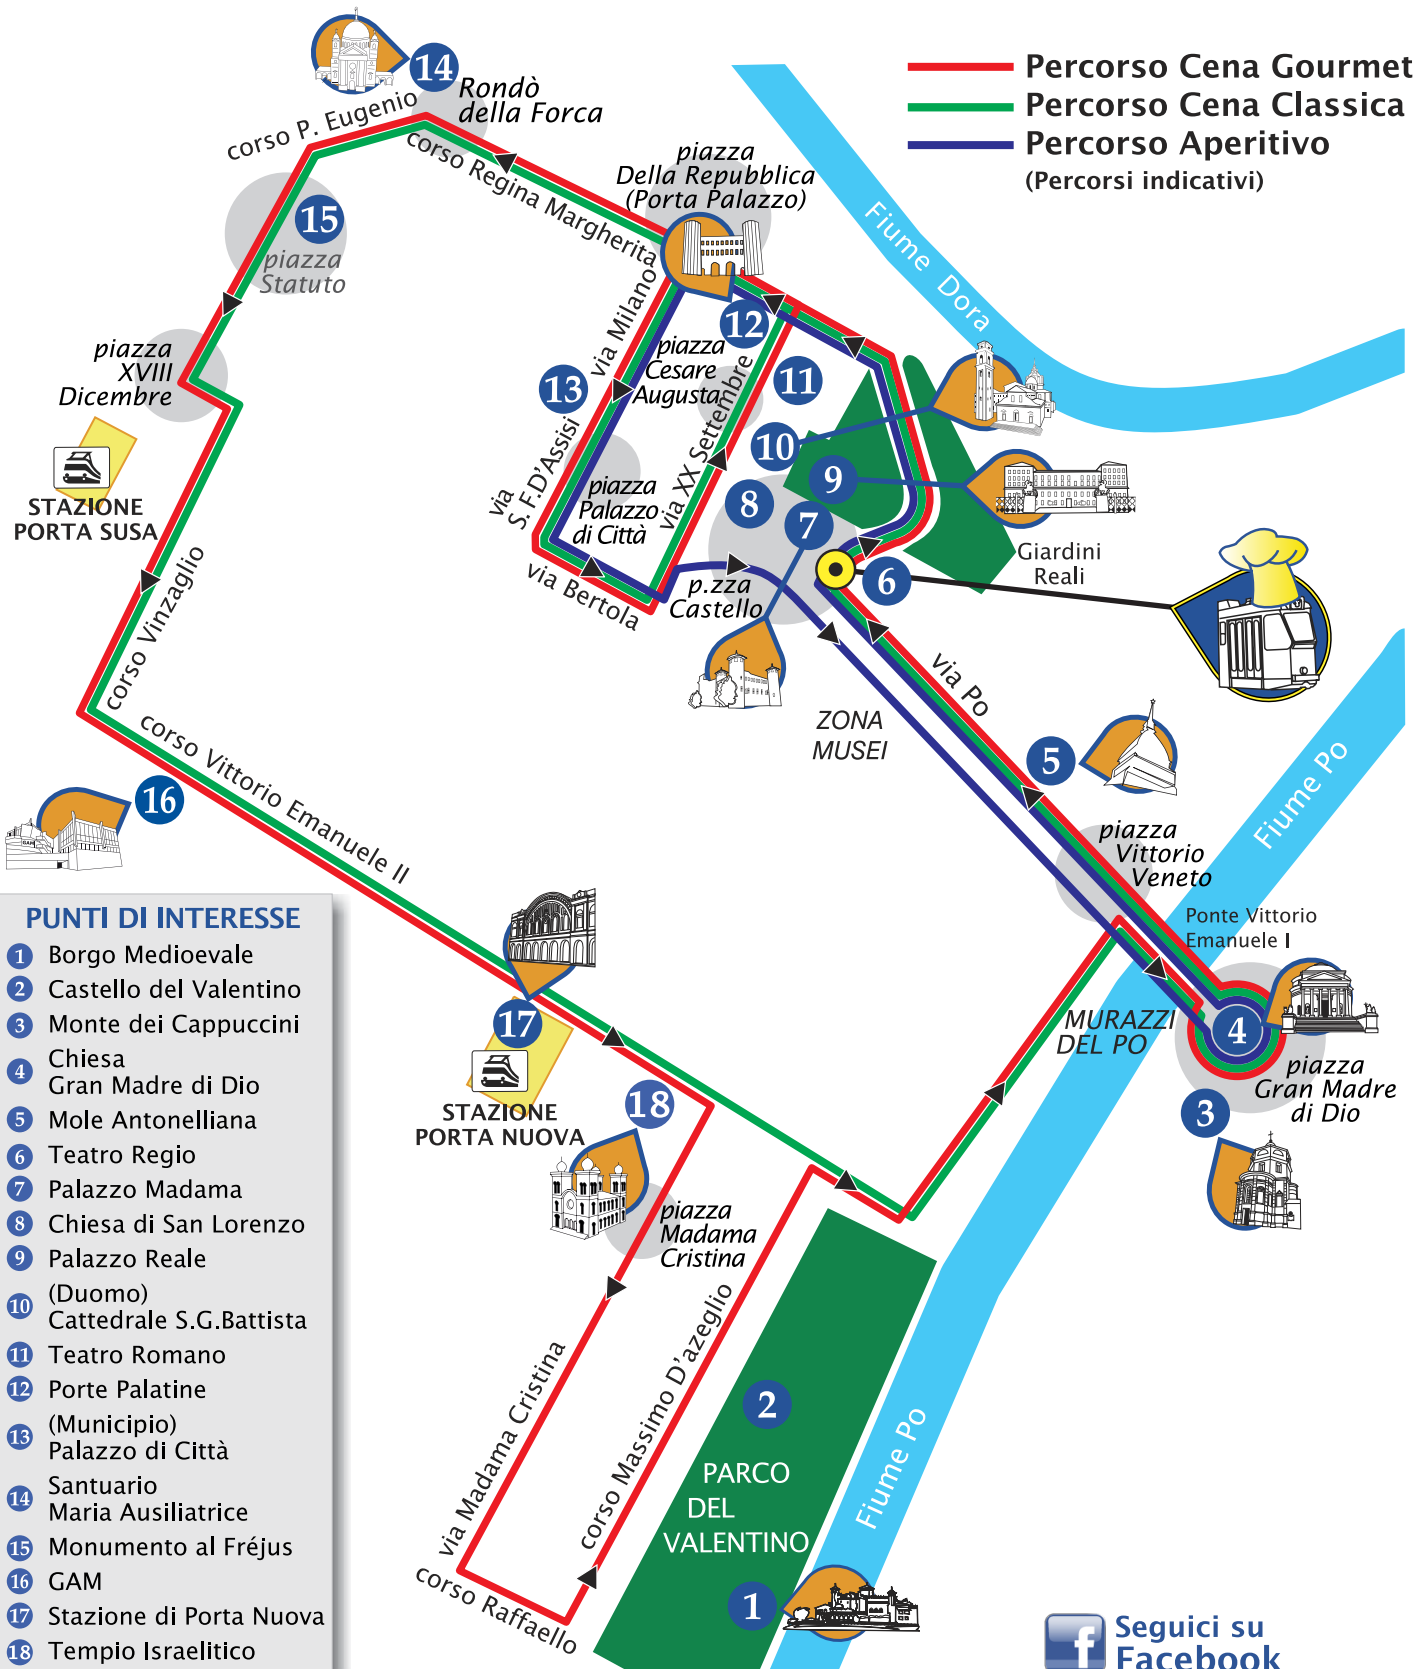 Percorso Cena Gourmet
Percorso Cena Classica
Percorso Aperitivo
(Percorsi indicativi)
14
Rondò
della Forca
corso P. Eugenio
corso Regina Margherita
piazza
Della Repubblica
(Porta Palazzo)
Fiume Dora
15
piazza
Statuto
piazza
XVIII
Dicembre
STAZIONE
PORTA SUSA
via Milano
12
piazza
Cesare
Augusta
13
11
via
S. F.D'Assisi
via XX Settembre
piazza
Palazzo
di Città
10
9
8
7
6
Giardini
Reali
via Bertola
p.zza
Castello
corso Vinzaglio
via Po
ZONA
MUSEI
5
Fiume Po
corso Vittorio Emanuele II
16
GAM
piazza
Vittorio
Veneto
Ponte Vittorio
Emanuele I
4
MURAZZI
DEL PO
piazza
Gran Madre
di Dio
3
17
STAZIONE
PORTA NUOVA
18
piazza
Madama
Cristina
via Madama Cristina
corso Massimo D'azeglio
corso Raffaello
2
PARCO
DEL
VALENTINO
1
Fiume Po
PUNTI DI INTERESSE
1 Borgo Medioevale
2 Castello del Valentino
3 Monte dei Cappuccini
4 Chiesa
Gran Madre di Dio
5 Mole Antonelliana
6 Teatro Regio
7 Palazzo Madama
8 Chiesa di San Lorenzo
9 Palazzo Reale
10 (Duomo)
Cattedrale S.G.Battista
11 Teatro Romano
12 Porte Palatine
13 (Municipio)
Palazzo di Città
14 Santuario
Maria Ausiliatrice
15 Monumento al Fréjus
16 GAM
17 Stazione di Porta Nuova
18 Tempio Israelitico
f
Seguici su
Facebook